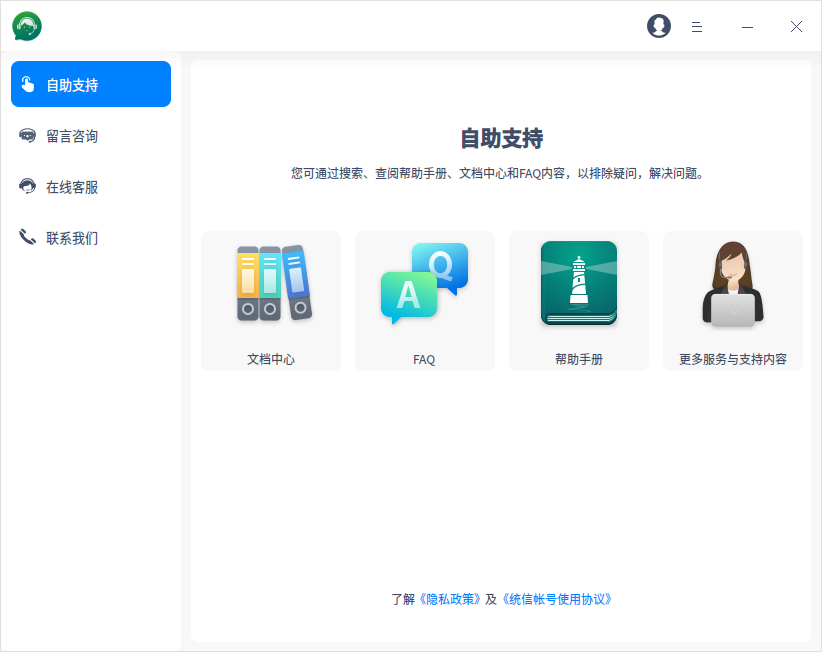 自助支持
留言咨询
在线客服
联系我们
自助支持
您可通过搜索、查阅帮助手册、文档中心和FAQ内容，以排除疑问，解决问题。
Q
A
文档中心
FAQ
帮助手册
更多服务与支持内容
了解《隐私政策》及《统信帐号使用协议》